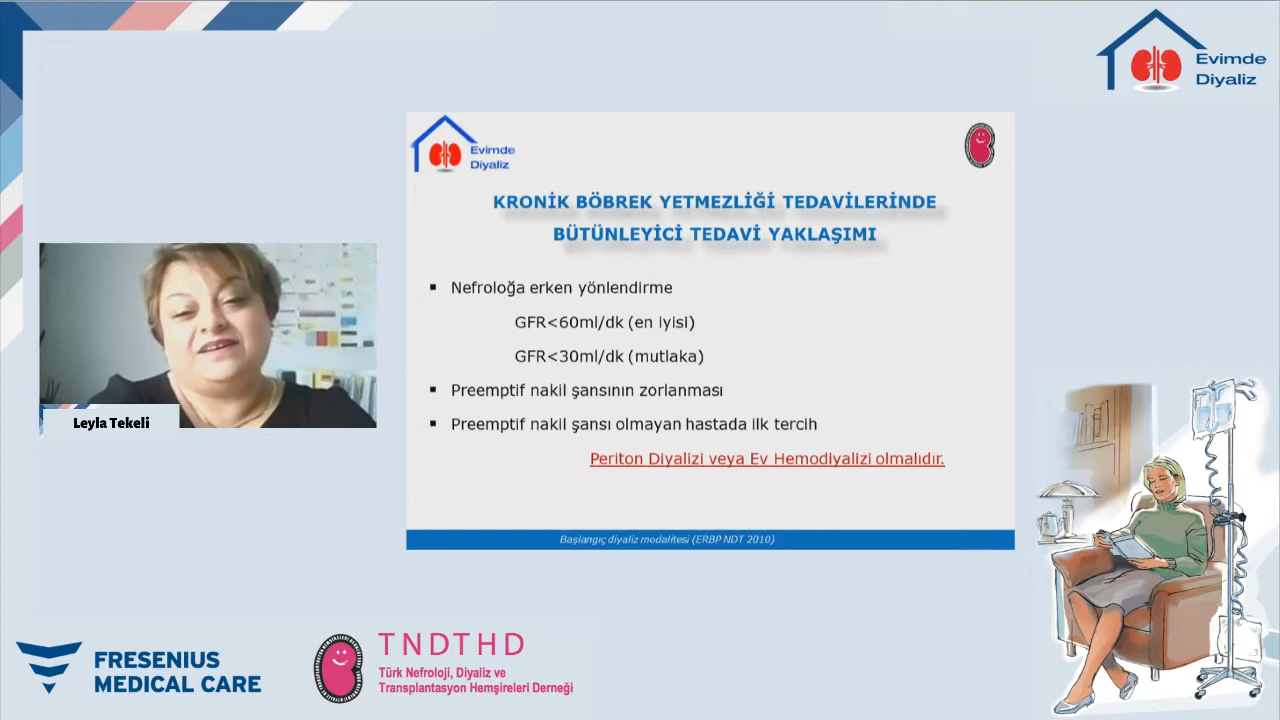 Evimde
Diyaliz
Evimde
Diyaliz
KRONİK BÖBREK YETMEZLİĞİ TEDAVİLERİNDE
BÜTÜNLEYİCİ TEDAVİ YAKLAŞIMI
▪ Nefroloğa erken yönlendirme
GFR<60ml/dk (en iyisi)
GFR<30ml/dk (mutlaka)
▪ Preemptif nakil şansının zorlanması
▪ Preemptif nakil şansı olmayan hastada ilk tercih
Periton Diyalizi veya Ev Hemodiyalizi olmalıdır.
Başlangıç diyaliz modalitesi (ERBP NDT 2010)
Leyla Tekeli
FRESENIUS
MEDICAL CARE
TNDTHD
Türk Nefroloji, Diyaliz ve
Transplantasyon Hemşireleri Derneği